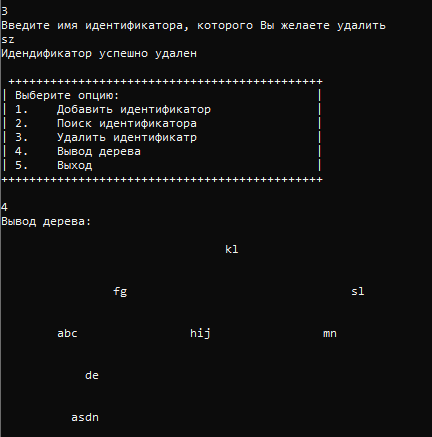 3
Введите имя идентификатора, которого Вы желаете удалить
sz
Идендификатор успешно удален
++++++++++++++++++++++++++++++++++++++++++++
| Выберите опцию: |
| 1. Добавить идентификатор |
| 2. Поиск идентификатора |
| 3. Удалить идентификатр |
| 4. Вывод дерева |
| 5. Выход |
++++++++++++++++++++++++++++++++++++++++++++
4
Вывод дерева:
kl
fg sl
abc hij mn
de
asdn